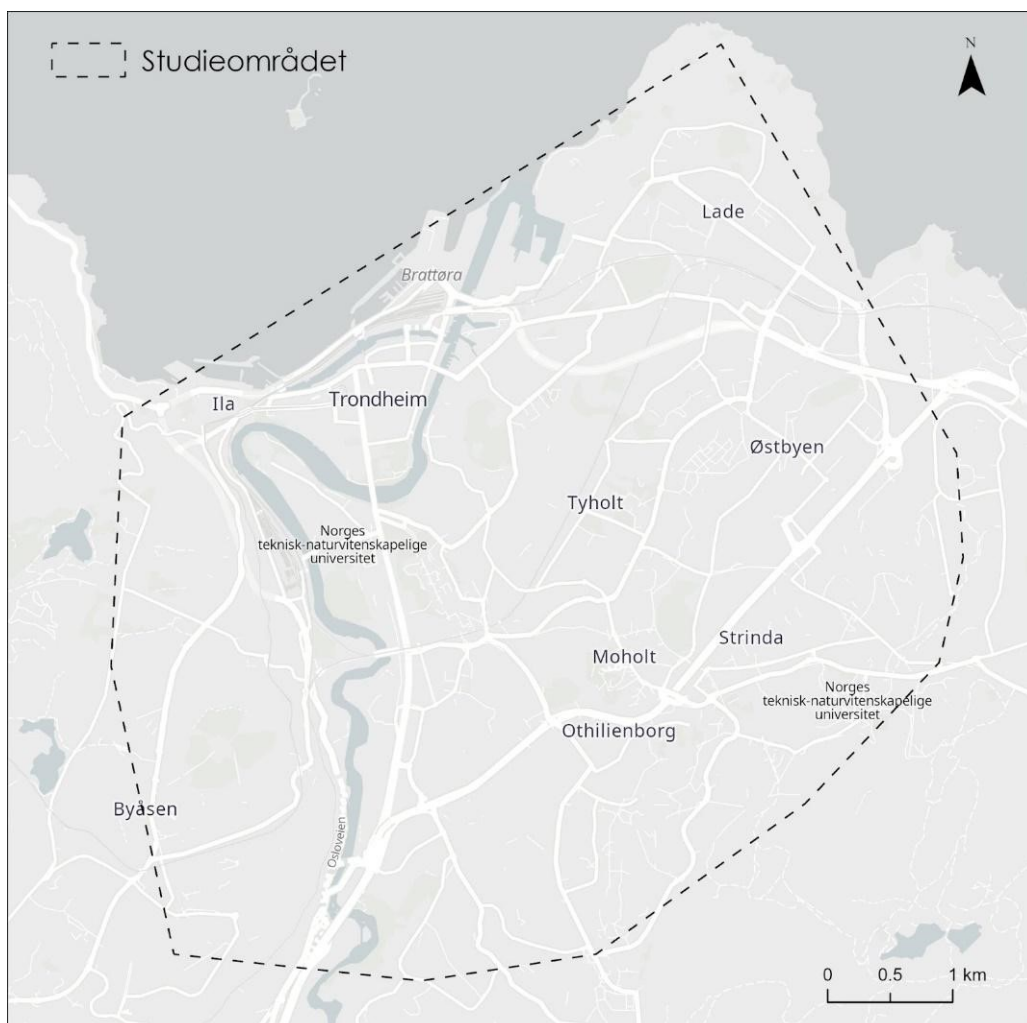 Studieområdet
N
Lade
Brattøra
Ila
Trondheim
Østbyen
Tyholt
Norges
teknisk-naturvitenskapelige
universitet
Strinda
Moholt
Norges
teknisk-naturvitenskapelige
universitet
Othilienborg
Byåsen
Osloveien
0 0.5 1 km